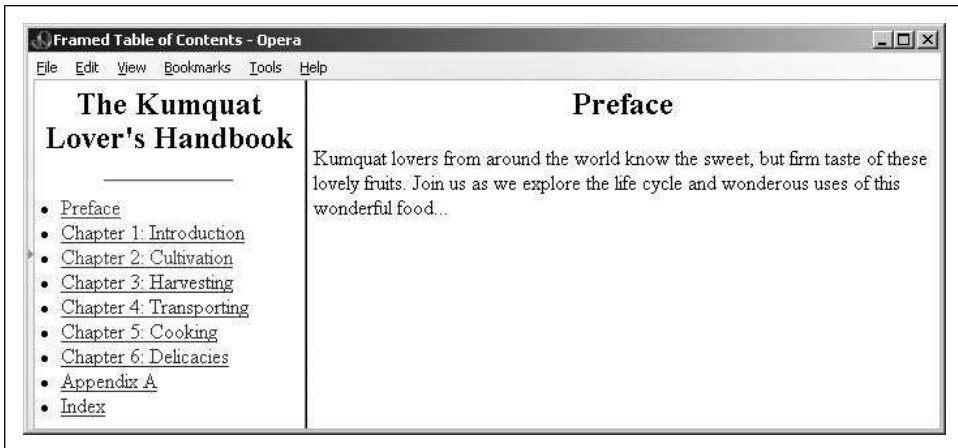 Framed Table of Contents - Opera
File Edit View Bookmarks Tools Help
The Kumquat
Lover's Handbook
• Preface
• Chapter 1: Introduction
• Chapter 2: Cultivation
• Chapter 3: Harvesting
• Chapter 4: Transporting
• Chapter 5: Cooking
• Chapter 6: Delicacies
• Appendix A
• Index
Preface
Kumquat lovers from around the world know the sweet, but firm taste of these
lovely fruits. Join us as we explore the life cycle and wonderous uses of this
wonderful food...